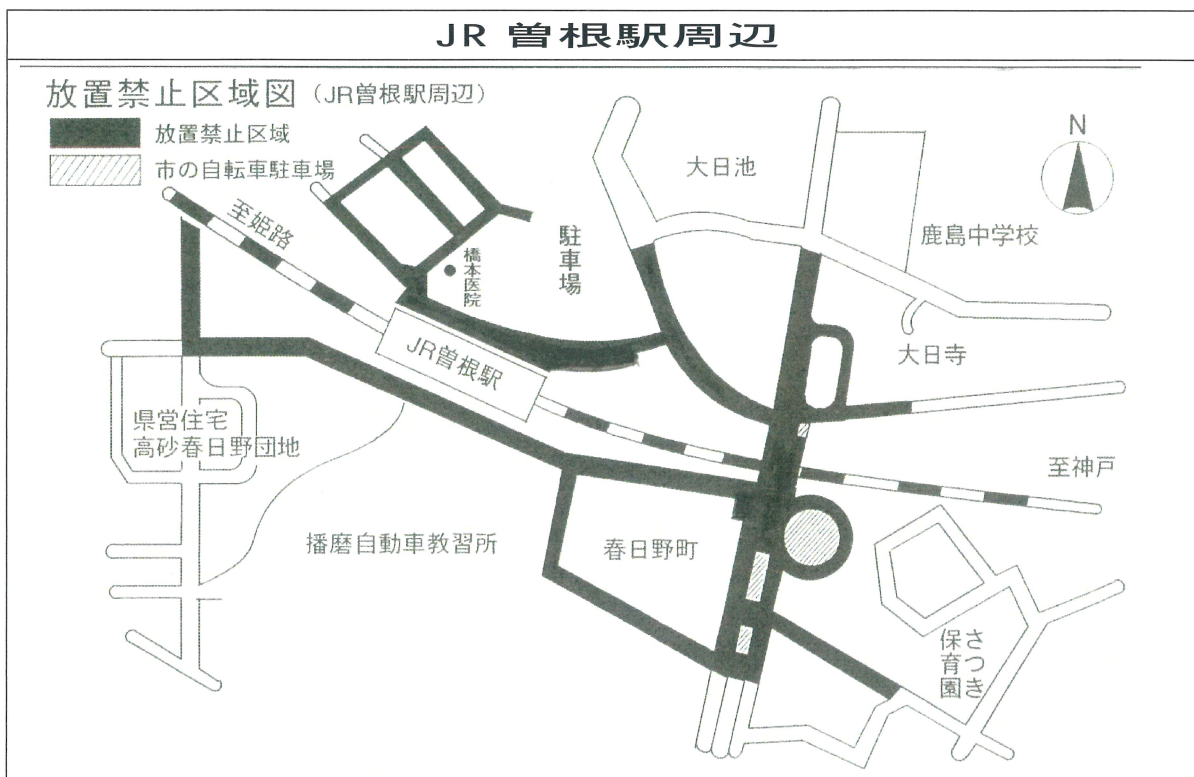 JR 曽根駅周辺
放置禁止区域図 (JR曽根駅周辺)
放置禁止区域
市の自転車駐車場
N
大日池
至姫路
鹿島中学校
駐車場
橋本医院
JR曽根駅
大日寺
県営住宅
高砂春日野団地
至神戸
播磨自動車教習所
春日野町
さつき
保育園